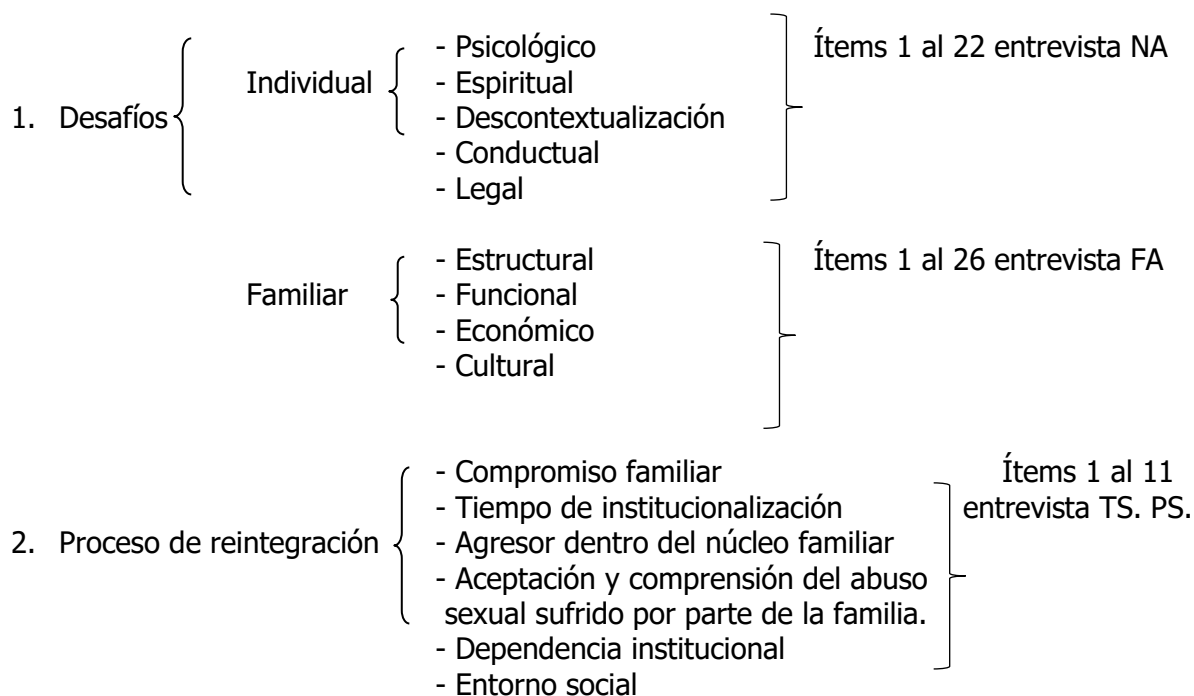 - Psicológico Ítems 1 al 22 entrevista NA
Individual - Espiritual
1. Desafíos - Descontextualización
- Conductual
- Legal
- Estructural Ítems 1 al 26 entrevista FA
Familiar - Funcional
- Económico
- Cultural
- Compromiso familiar Ítems 1 al 11
- Tiempo de institucionalización entrevista TS. PS.
2. Proceso de reintegración - Agresor dentro del núcleo familiar
- Aceptación y comprensión del abuso
sexual sufrido por parte de la familia.
- Dependencia institucional
- Entorno social